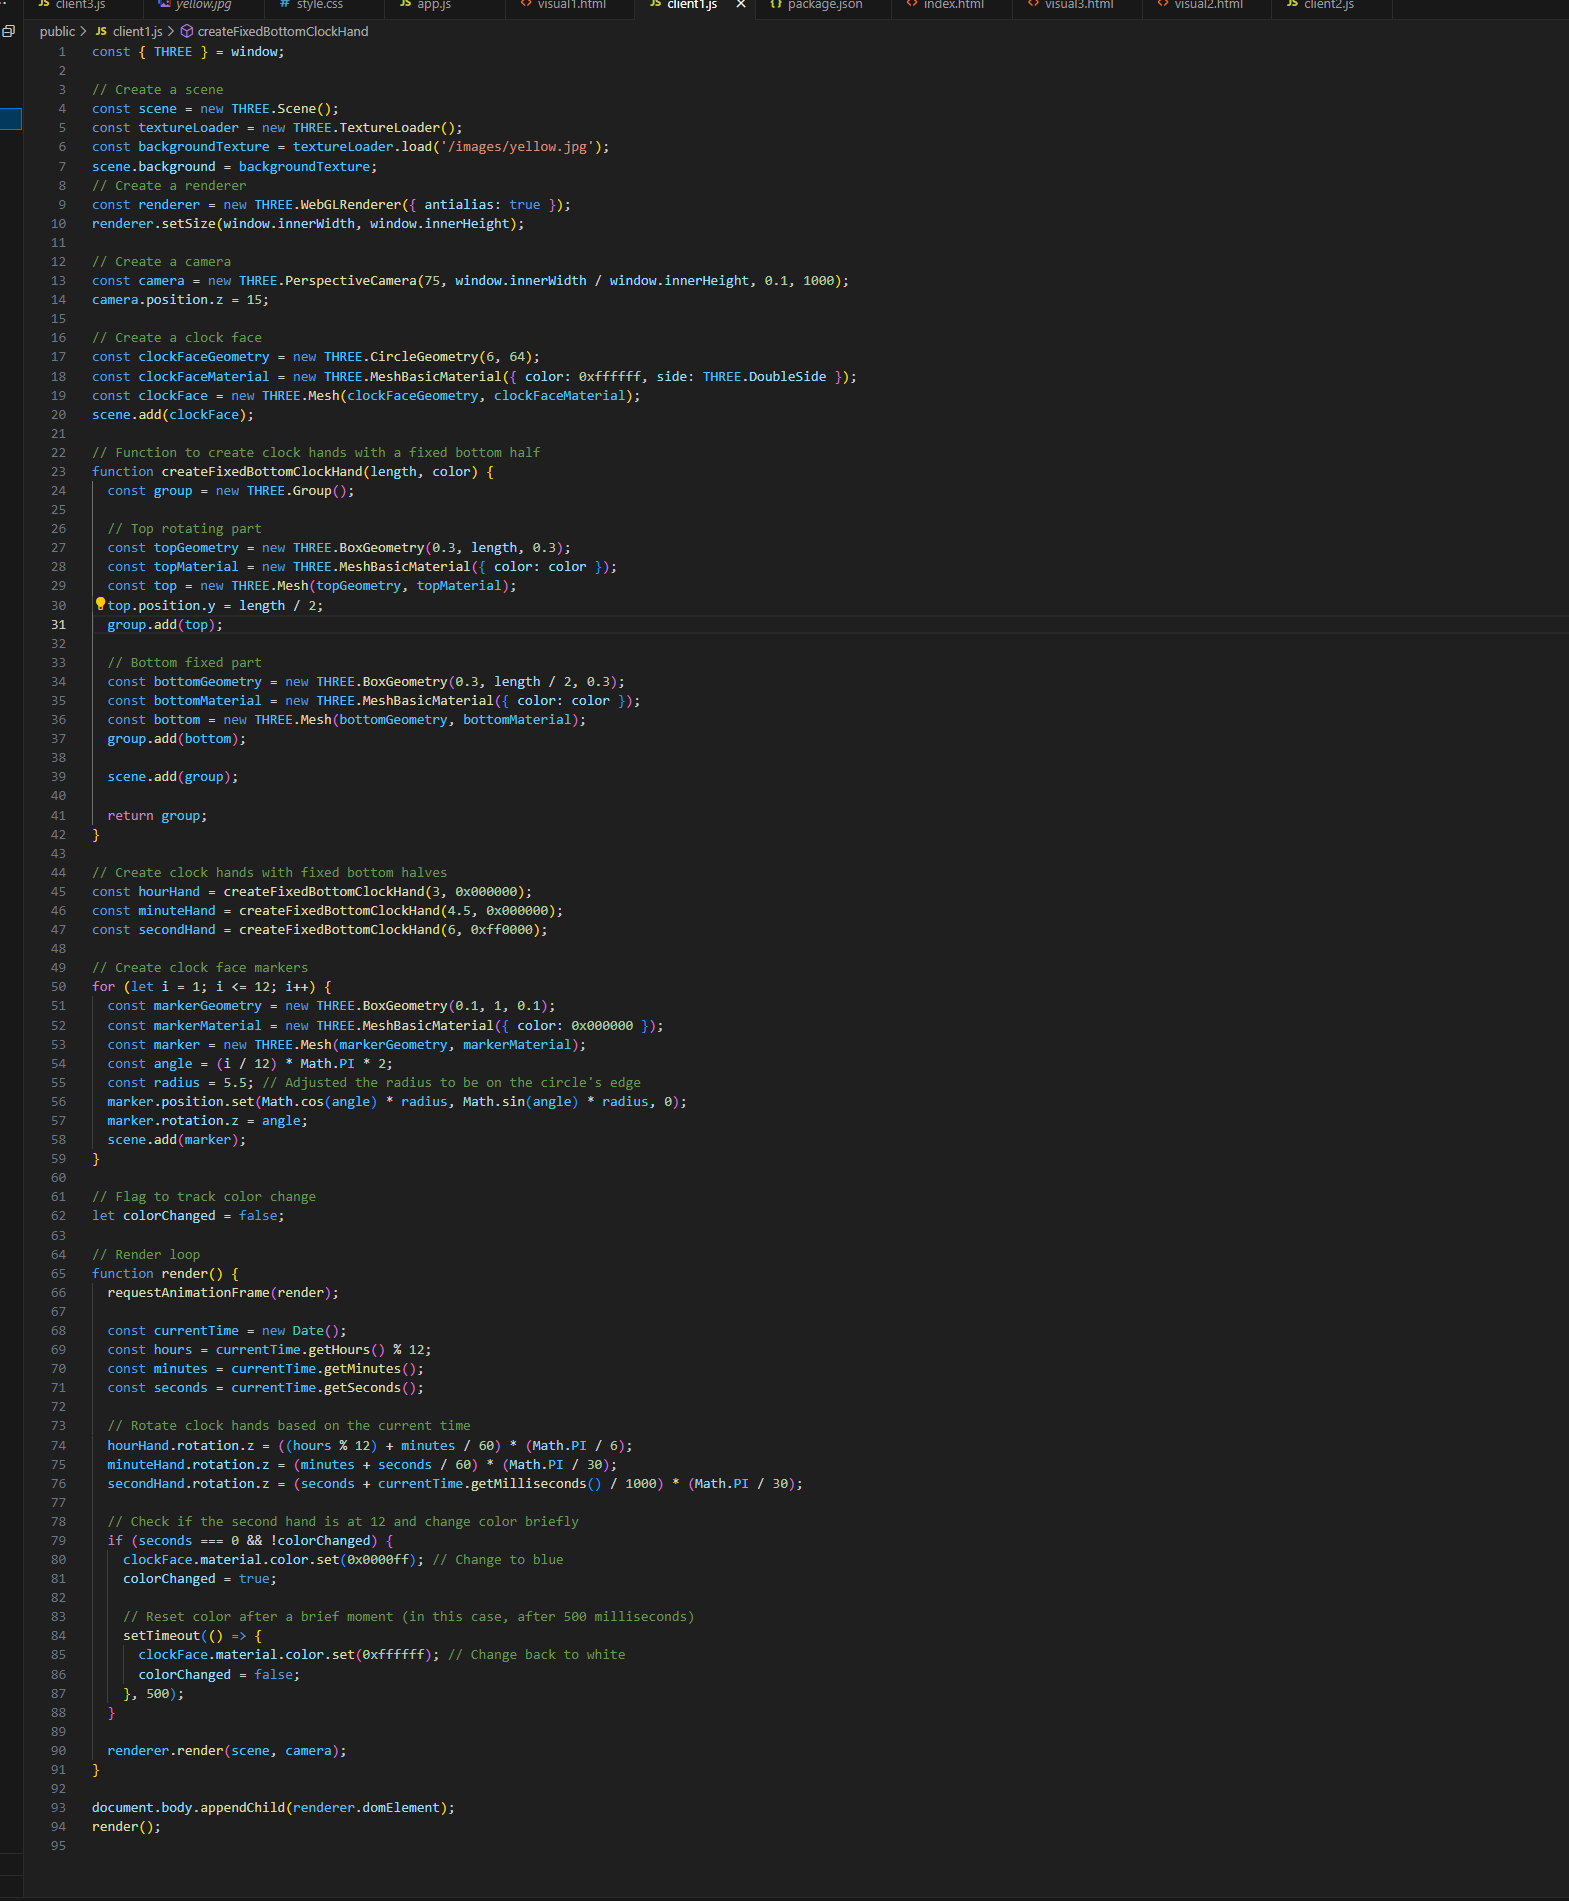 JS client3.js yellow.jpg # style.css JS app.js <> visual1.html JS client1.js × {} package.json <> index.html <> visual3.html <> visual2.html JS client2.js
public > JS client1.js > createFixedBottomClockHand
1 const { THREE } = window;
2
3 // Create a scene
4 const scene = new THREE.Scene();
5 const textureLoader = new THREE.TextureLoader();
6 const backgroundTexture = textureLoader.load('/images/yellow.jpg');
7 scene.background = backgroundTexture;
8 // Create a renderer
9 const renderer = new THREE.WebGLRenderer({ antialias: true });
10 renderer.setSize(window.innerWidth, window.innerHeight);
11
12 // Create a camera
13 const camera = new THREE.PerspectiveCamera(75, window.innerWidth / window.innerHeight, 0.1, 1000);
14 camera.position.z = 15;
15
16 // Create a clock face
17 const clockFaceGeometry = new THREE.CircleGeometry(6, 64);
18 const clockFaceMaterial = new THREE.MeshBasicMaterial({ color: 0xffffff, side: THREE.DoubleSide });
19 const clockFace = new THREE.Mesh(clockFaceGeometry, clockFaceMaterial);
20 scene.add(clockFace);
21
22 // Function to create clock hands with a fixed bottom half
23 function createFixedBottomClockHand(length, color) {
24   const group = new THREE.Group();
25
26   // Top rotating part
27   const topGeometry = new THREE.BoxGeometry(0.3, length, 0.3);
28   const topMaterial = new THREE.MeshBasicMaterial({ color: color });
29   const top = new THREE.Mesh(topGeometry, topMaterial);
30   top.position.y = length / 2;
31   group.add(top);
32
33   // Bottom fixed part
34   const bottomGeometry = new THREE.BoxGeometry(0.3, length / 2, 0.3);
35   const bottomMaterial = new THREE.MeshBasicMaterial({ color: color });
36   const bottom = new THREE.Mesh(bottomGeometry, bottomMaterial);
37   group.add(bottom);
38
39   scene.add(group);
40
41   return group;
42 }
43
44 // Create clock hands with fixed bottom halves
45 const hourHand = createFixedBottomClockHand(3, 0x000000);
46 const minuteHand = createFixedBottomClockHand(4.5, 0x000000);
47 const secondHand = createFixedBottomClockHand(6, 0xff0000);
48
49 // Create clock face markers
50 for (let i = 1; i <= 12; i++) {
51   const markerGeometry = new THREE.BoxGeometry(0.1, 1, 0.1);
52   const markerMaterial = new THREE.MeshBasicMaterial({ color: 0x000000 });
53   const marker = new THREE.Mesh(markerGeometry, markerMaterial);
54   const angle = (i / 12) * Math.PI * 2;
55   const radius = 5.5; // Adjusted the radius to be on the circle's edge
56   marker.position.set(Math.cos(angle) * radius, Math.sin(angle) * radius, 0);
57   marker.rotation.z = angle;
58   scene.add(marker);
59 }
60
61 // Flag to track color change
62 let colorChanged = false;
63
64 // Render loop
65 function render() {
66   requestAnimationFrame(render);
67
68   const currentTime = new Date();
69   const hours = currentTime.getHours() % 12;
70   const minutes = currentTime.getMinutes();
71   const seconds = currentTime.getSeconds();
72
73   // Rotate clock hands based on the current time
74   hourHand.rotation.z = ((hours % 12) + minutes / 60) * (Math.PI / 6);
75   minuteHand.rotation.z = (minutes + seconds / 60) * (Math.PI / 30);
76   secondHand.rotation.z = (seconds + currentTime.getMilliseconds() / 1000) * (Math.PI / 30);
77
78   // Check if the second hand is at 12 and change color briefly
79   if (seconds === 0 && !colorChanged) {
80     clockFace.material.color.set(0x0000ff); // Change to blue
81     colorChanged = true;
82
83     // Reset color after a brief moment (in this case, after 500 milliseconds)
84     setTimeout(() => {
85       clockFace.material.color.set(0xffffff); // Change back to white
86       colorChanged = false;
87     }, 500);
88   }
89
90   renderer.render(scene, camera);
91 }
92
93 document.body.appendChild(renderer.domElement);
94 render();
95